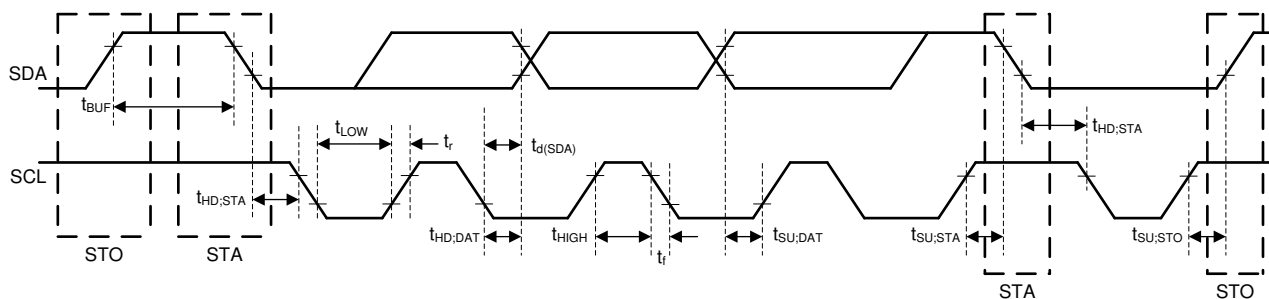 SDA
t_BUF
t_LOW
t_r
t_d(SDA)
t_HD;STA
SCL
t_HD;STA
t_HD;DAT
t_HIGH
t_f
t_SU;DAT
t_SU;STA
t_SU;STO
STO
STA
STA
STO